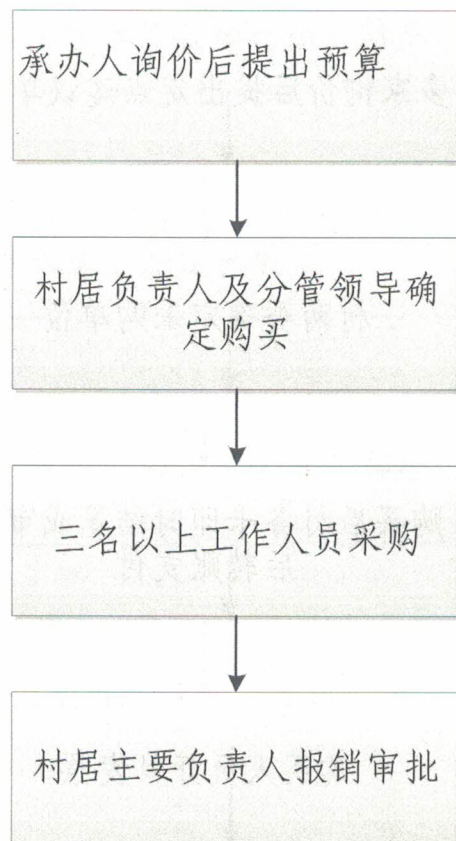 承办人询价后提出预算
村居负责人及分管领导确
定购买
三名以上工作人员采购
村居主要负责人报销审批